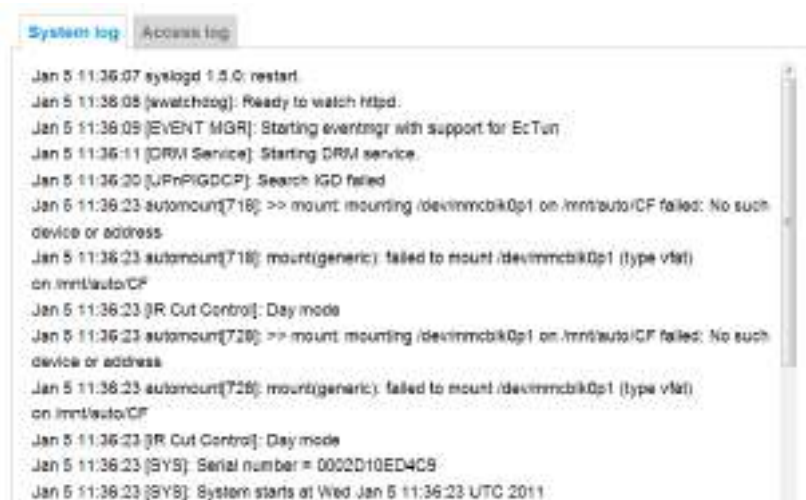 System log
Access log
Jan 5 11:36:07 syslogd 1.5.0: restart.
Jan 5 11:36:08 [swatchdog]: Ready to watch httpd.
Jan 5 11:36:09 [EVENT MGR]: Starting eventmgr with support for EcTun
Jan 5 11:36:11 [DRM Service]: Starting DRM service.
Jan 5 11:36:20 [UPnPIGDCP]: Search IGD failed
Jan 5 11:36:23 automount[718]: >> mount: mounting /dev/mmcblk0p1 on /mnt/auto/CF failed: No such
device or address
Jan 5 11:36:23 automount[718]: mount(generic): failed to mount /dev/mmcblk0p1 (type vfat)
on /mnt/auto/CF
Jan 5 11:36:23 [IR Cut Control]: Day mode
Jan 5 11:36:23 automount[728]: >> mount: mounting /dev/mmcblk0p1 on /mnt/auto/CF failed: No such
device or address
Jan 5 11:36:23 automount[728]: mount(generic): failed to mount /dev/mmcblk0p1 (type vfat)
on /mnt/auto/CF
Jan 5 11:36:23 [IR Cut Control]: Day mode
Jan 5 11:36:23 [SYS]: Serial number = 0002D10ED4C9
Jan 5 11:36:23 [SYS]: System starts at Wed Jan 5 11:36:23 UTC 2011